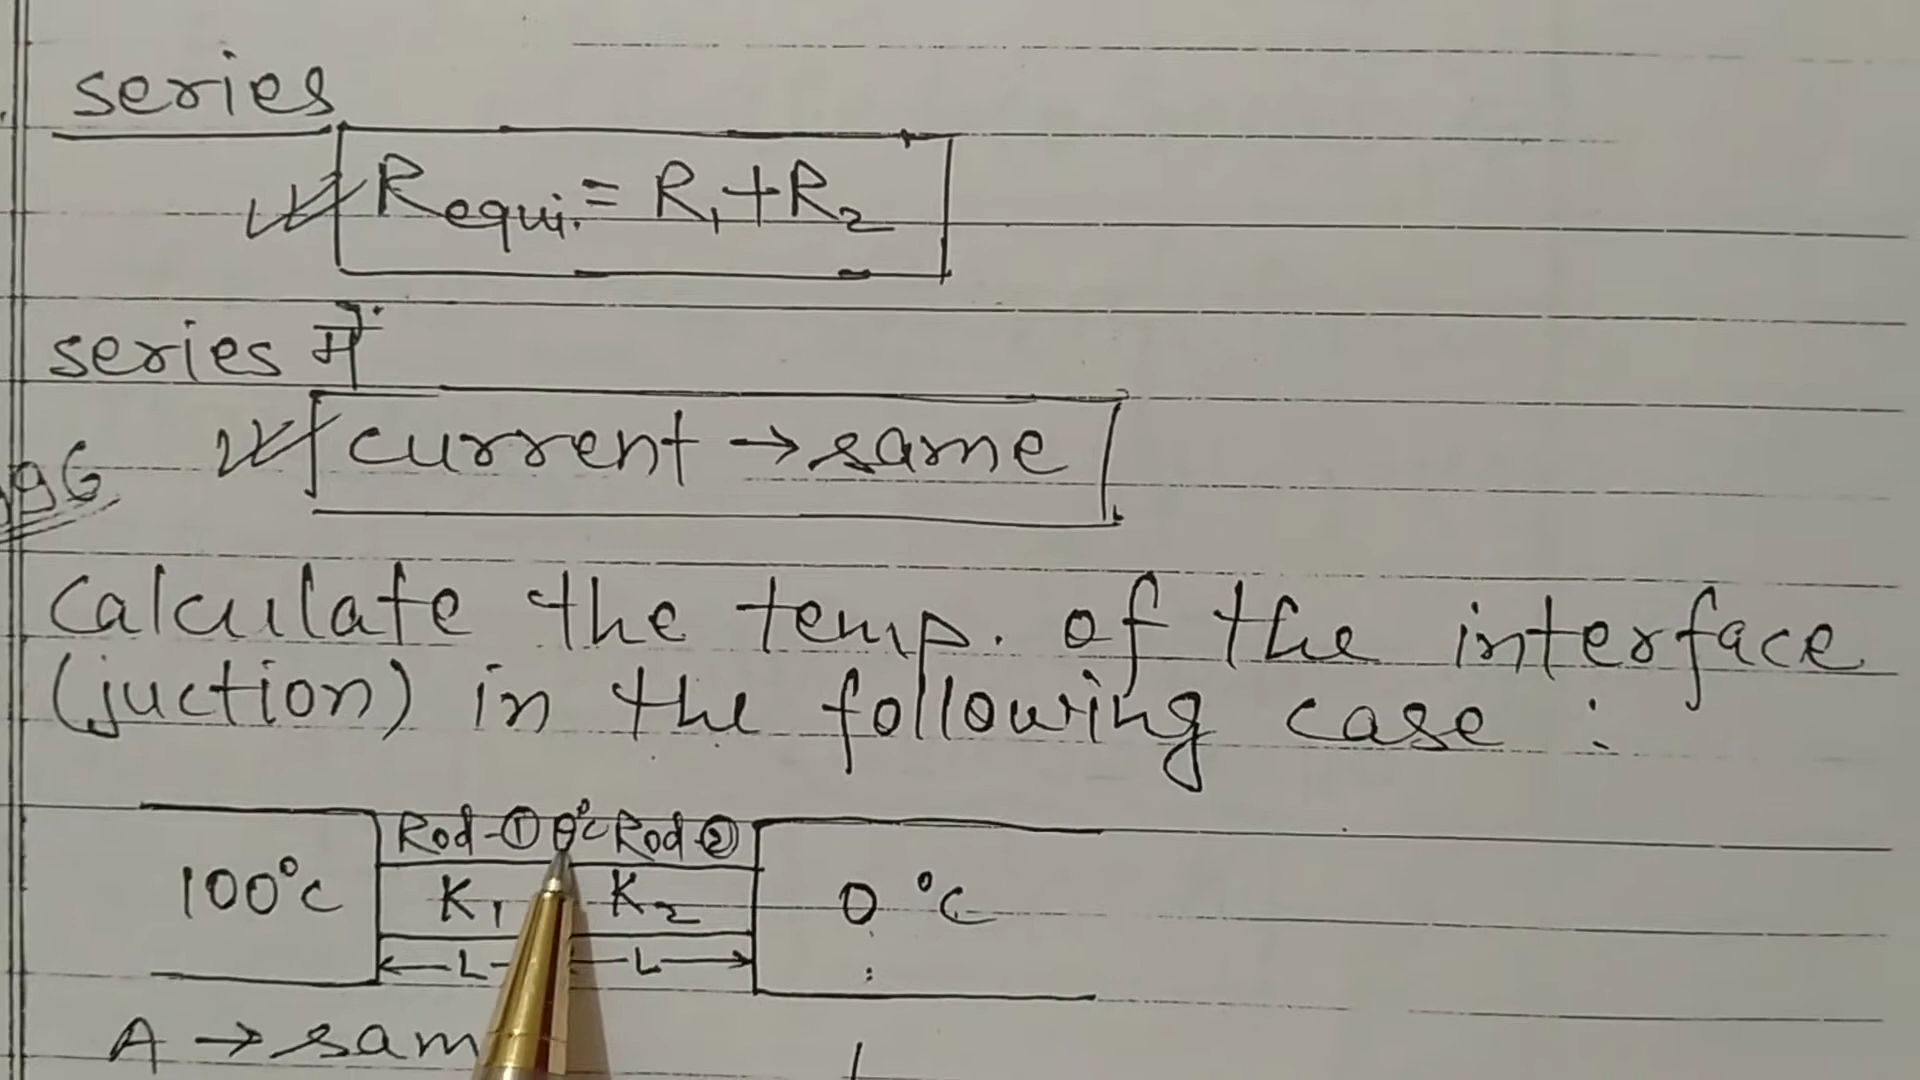 series
Requi. = R₁+R₂
series में
current → same
96
Calculate the temp. of the interface
(juction) in the following case :
Rod-① θ°C Rod-②
100°C K₁ K₂ 0 °C
L L
A →